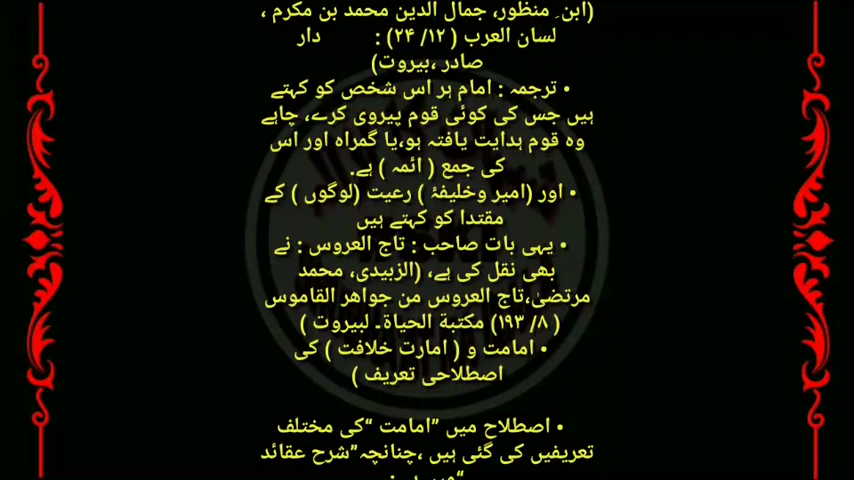 (ابن ِ منظور، جمال الدین محمد بن مکرم ،
لسان العرب ( ۱۲/ ۲۴) : دار
صادر ،بیروت)
• ترجمہ : امام ہر اس شخص کو کہتے
ہیں جس کی کوئی قوم پیروی کرے، چاہے
وہ قوم ہدایت یافتہ ہو،یا گمراہ اور اس
کی جمع ( ائمہ ) ہے.
• اور (امیر وخلیفۂ ) رعیت (لوگوں ) کے
مقتدا کو کہتے ہیں
• یہی بات صاحب : تاج العروس : نے
بھی نقل کی ہے، (الزبیدی، محمد
مرتضیٰ،تاج العروس من جواهر القاموس
( ۸/ ۱۹۳) مكتبة الحياة۔ لبیروت )
• امامت و ( امارت خلافت ) کی
اصطلاحی تعریف )
• اصطلاح میں ”امامت “کی مختلف
تعریفیں کی گئی ہیں ،چنانچہ”شرح عقائد